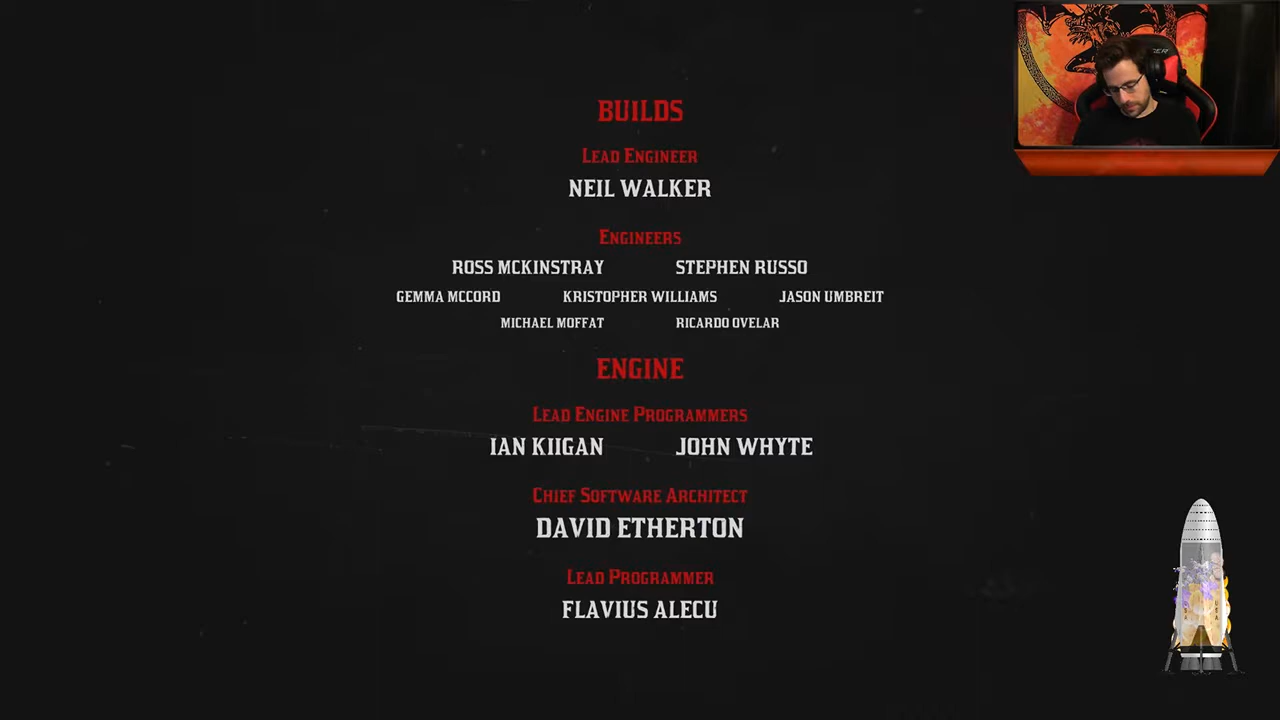 BUILDS
LEAD ENGINEER
NEIL WALKER
ENGINEERS
ROSS MCKINSTRAY STEPHEN RUSSO
GEMMA MCCORD KRISTOPHER WILLIAMS JASON UMBREIT
MICHAEL MOFFAT RICARDO OVELAR
ENGINE
LEAD ENGINE PROGRAMMERS
IAN KIIGAN JOHN WHYTE
CHIEF SOFTWARE ARCHITECT
DAVID ETHERTON
LEAD PROGRAMMER
FLAVIUS ALECU